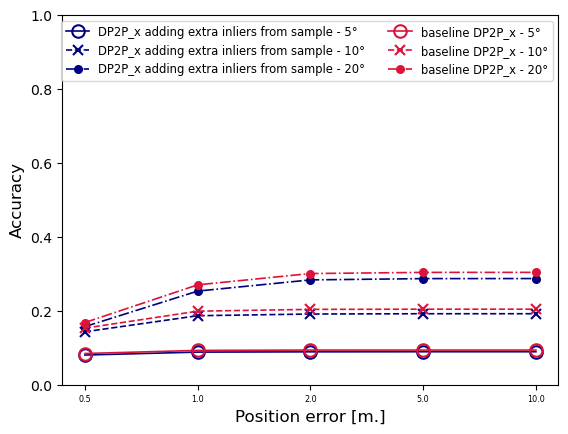 DP2P_x adding extra inliers from sample - 5°
DP2P_x adding extra inliers from sample - 10°
DP2P_x adding extra inliers from sample - 20°
baseline DP2P_x - 5°
baseline DP2P_x - 10°
baseline DP2P_x - 20°
1.0
0.8
0.6
0.4
0.2
0.0
Accuracy
0.5 1.0 2.0 5.0 10.0
Position error [m.]